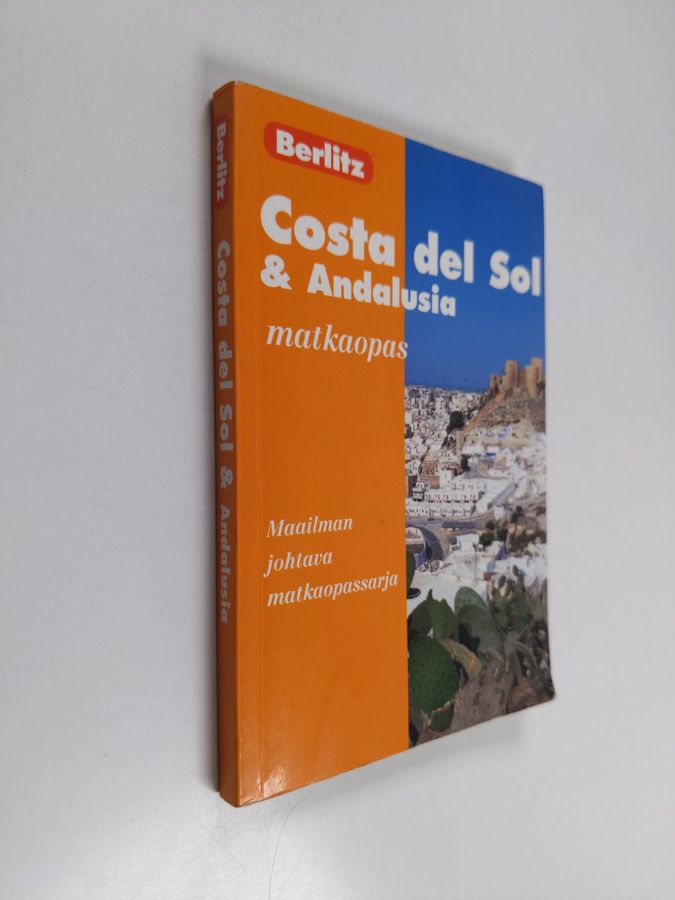 Berlitz
Costa del Sol
& Andalusia
matkaopas
Maailman
johtava
matkaopassarja
Berlitz Costa del Sol & Andalusia